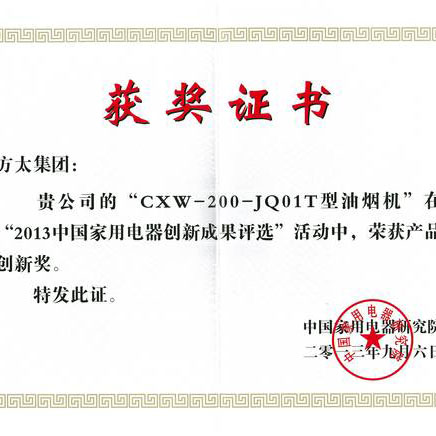 获奖证书
方太集团：
贵公司的“CXW-200-JQ01T型油烟机”在
“2013中国家用电器创新成果评选”活动中，荣获产品
创新奖。
特发此证。
中国家用电器研究院
二〇一三年九月六日
中国家用电器研究院